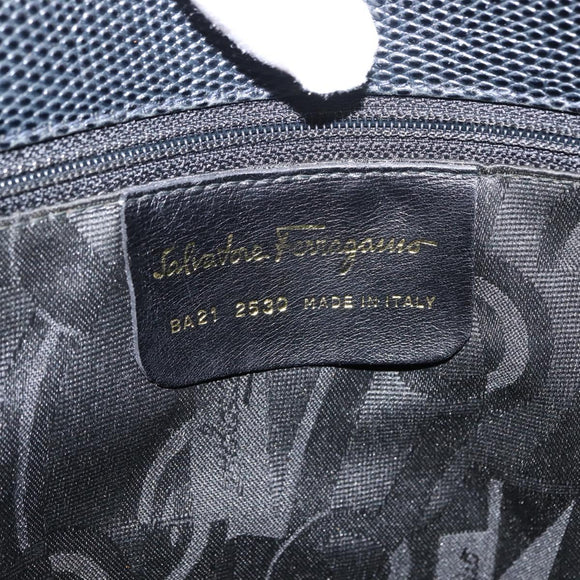 Salvatore Ferragamo
BA21 2530 MADE IN ITALY